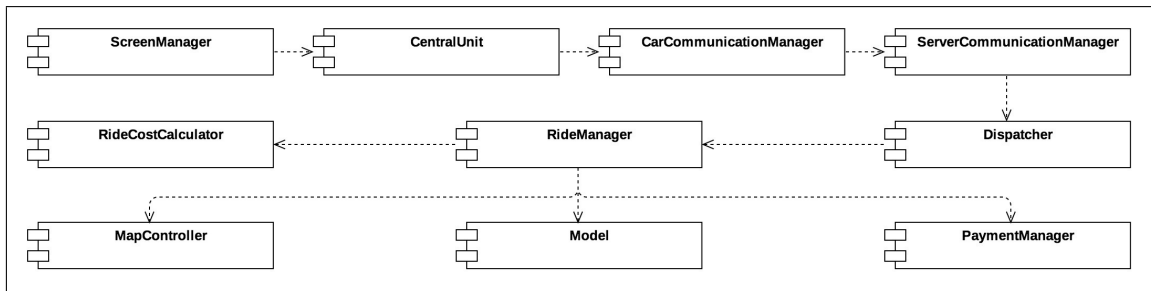 ScreenManager
CentralUnit
CarCommunicationManager
ServerCommunicationManager
RideCostCalculator
RideManager
Dispatcher
MapController
Model
PaymentManager